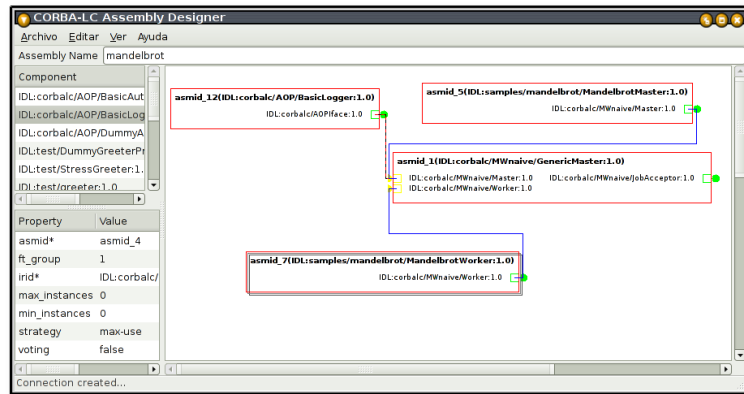 CORBA-LC Assembly Designer
Archivo Editar Ver Ayuda
Assembly Name mandelbrot
Component
IDL:corbalc/AOP/BasicAut
IDL:corbalc/AOP/BasicLog
IDL:corbalc/AOP/DummyA
IDL:test/DummyGreeterPr
IDL:test/StressGreeter:1.
IDL:test/greeter:1.0
Property Value
asmid* asmid_4
ft_group 1
irid* IDL:corbalc/
max_instances 0
min_instances 0
strategy max-use
voting false
asmid_12(IDL:corbalc/AOP/BasicLogger:1.0)
IDL:corbalc/AOPIface:1.0
asmid_5(IDL:samples/mandelbrot/MandelbrotMaster:1.0)
IDL:corbalc/MWnaive/Master:1.0
asmid_1(IDL:corbalc/MWnaive/GenericMaster:1.0)
IDL:corbalc/MWnaive/Master:1.0 IDL:corbalc/MWnaive/JobAcceptor:1.0
IDL:corbalc/MWnaive/Worker:1.0
asmid_7(IDL:samples/mandelbrot/MandelbrotWorker:1.0)
IDL:corbalc/MWnaive/Worker:1.0
Connection created...